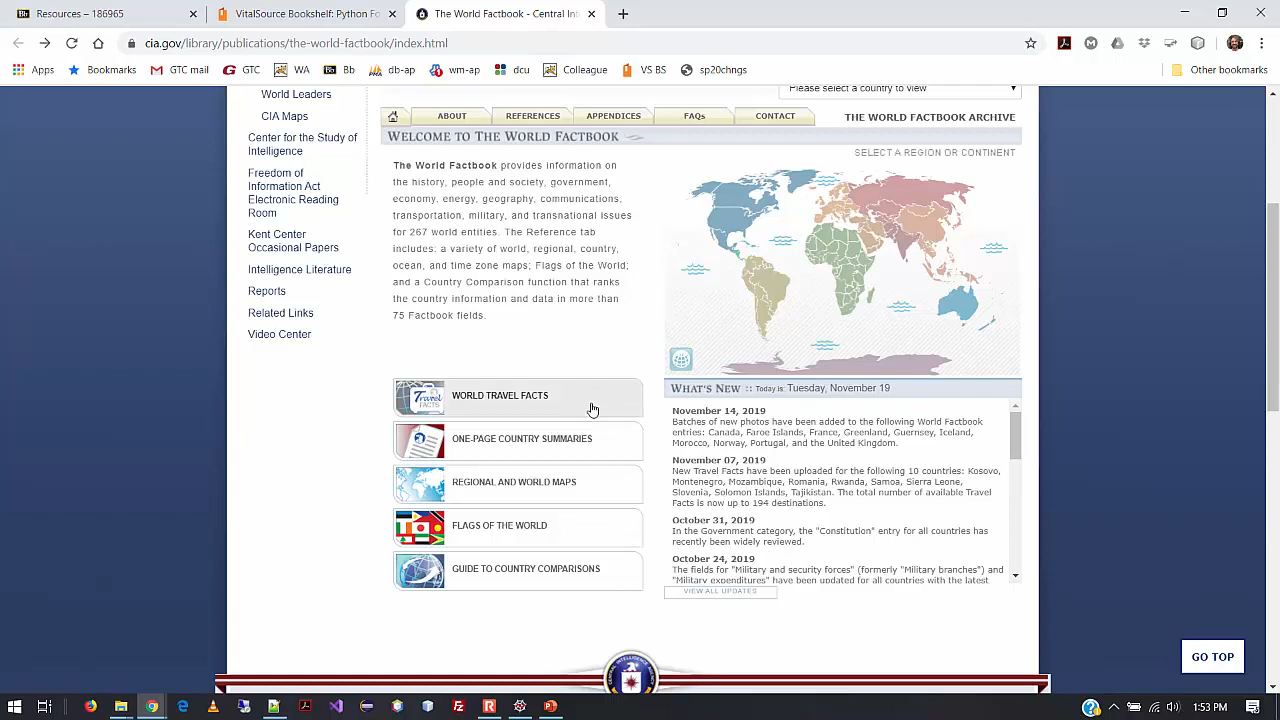 Resources – 186965
VitalSource Bookshelf: Python Fo
The World Factbook - Central Int
cia.gov/library/publications/the-world-factbook/index.html
Apps
Bookmarks
GTC mail
GTC
WA
Bb
db-ap
wm-ap
dcu
Colleague
VS BS
sp20chngs
Other bookmarks
World Leaders
CIA Maps
Center for the Study of
Intelligence
Freedom of
Information Act
Electronic Reading
Room
Kent Center
Occasional Papers
Intelligence Literature
Reports
Related Links
Video Center
Please select a country to view
ABOUT
REFERENCES
APPENDICES
FAQs
CONTACT
THE WORLD FACTBOOK ARCHIVE
WELCOME TO THE WORLD FACTBOOK
SELECT A REGION OR CONTINENT
The World Factbook provides information on
the history, people and society, government,
economy, energy, geography, communications,
transportation, military, and transnational issues
for 267 world entities. The Reference tab
includes: a variety of world, regional, country,
ocean, and time zone maps; Flags of the World;
and a Country Comparison function that ranks
the country information and data in more than
75 Factbook fields.
Travel
FACTS
WORLD TRAVEL FACTS
ONE-PAGE COUNTRY SUMMARIES
REGIONAL AND WORLD MAPS
FLAGS OF THE WORLD
GUIDE TO COUNTRY COMPARISONS
WHAT'S NEW :: Today is: Tuesday, November 19
November 14, 2019
Batches of new photos have been added to the following World Factbook
entries: Canada, Faroe Islands, France, Greenland, Guernsey, Iceland,
Morocco, Norway, Portugal, and the United Kingdom.
November 07, 2019
New Travel Facts have been uploaded for the following 10 countries: Kosovo,
Montenegro, Mozambique, Romania, Rwanda, Samoa, Sierra Leone,
Slovenia, Solomon Islands, Tajikistan. The total number of available Travel
Facts is now up to 194 destinations.
October 31, 2019
In the Government category, the "Constitution" entry for all countries has
recently been widely reviewed.
October 24, 2019
The fields for "Military and security forces" (formerly "Military branches") and
"Military expenditures" have been updated for all countries with the latest
VIEW ALL UPDATES
GO TOP
1:53 PM